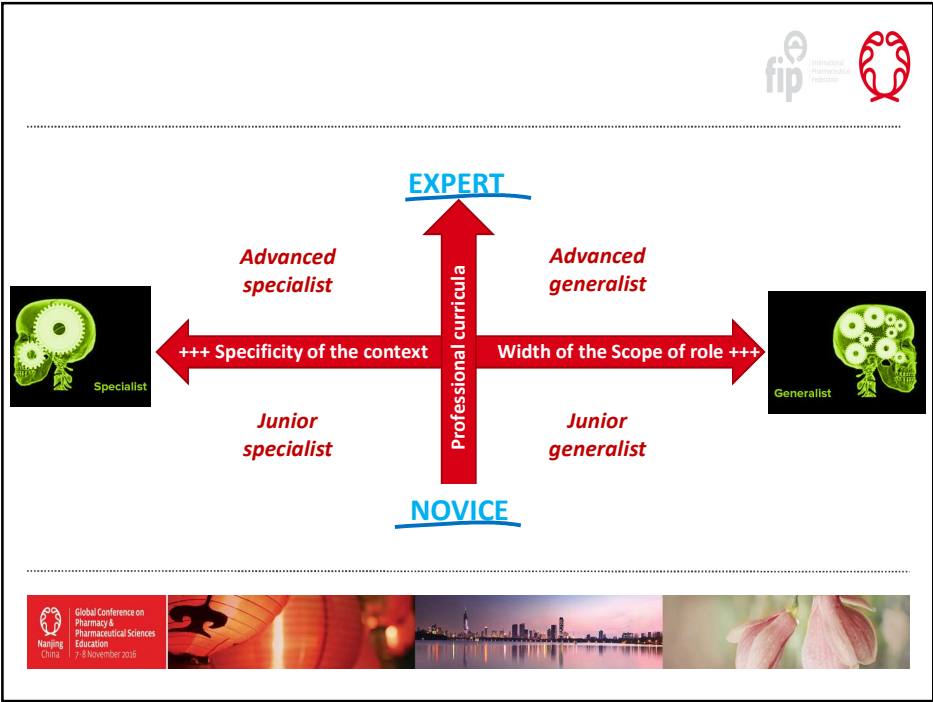 fip
International
Pharmaceutical
Federation
EXPERT
Advanced
specialist
Advanced
generalist
Specialist
+++ Specificity of the context
Professional curricula
Width of the Scope of role +++
Generalist
Junior
specialist
Junior
generalist
NOVICE
Nanjing
China
Global Conference on
Pharmacy &
Pharmaceutical Sciences
Education
7-8 November 2016